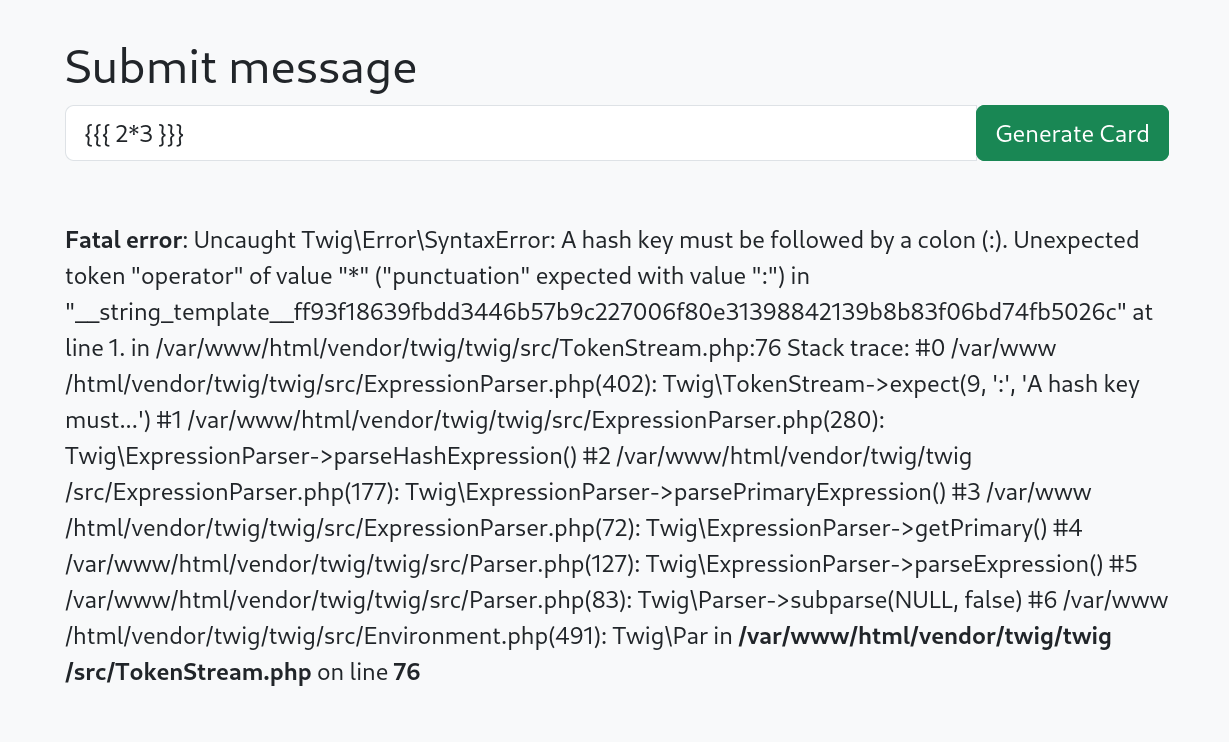 Submit message
{{{ 2*3 }}}
Generate Card
Fatal error: Uncaught Twig\Error\SyntaxError: A hash key must be followed by a colon (:). Unexpected
token "operator" of value "*" ("punctuation" expected with value ":") in
"__string_template__ff93f18639fbdd3446b57b9c227006f80e31398842139b8b83f06bd74fb5026c" at
line 1. in /var/www/html/vendor/twig/twig/src/TokenStream.php:76 Stack trace: #0 /var/www
/html/vendor/twig/twig/src/ExpressionParser.php(402): Twig\TokenStream->expect(9, ':', 'A hash key
must...') #1 /var/www/html/vendor/twig/twig/src/ExpressionParser.php(280):
Twig\ExpressionParser->parseHashExpression() #2 /var/www/html/vendor/twig/twig
/src/ExpressionParser.php(177): Twig\ExpressionParser->parsePrimaryExpression() #3 /var/www
/html/vendor/twig/twig/src/ExpressionParser.php(72): Twig\ExpressionParser->getPrimary() #4
/var/www/html/vendor/twig/twig/src/Parser.php(127): Twig\ExpressionParser->parseExpression() #5
/var/www/html/vendor/twig/twig/src/Parser.php(83): Twig\Parser->subparse(NULL, false) #6 /var/www
/html/vendor/twig/twig/src/Environment.php(491): Twig\Par in /var/www/html/vendor/twig/twig
/src/TokenStream.php on line 76